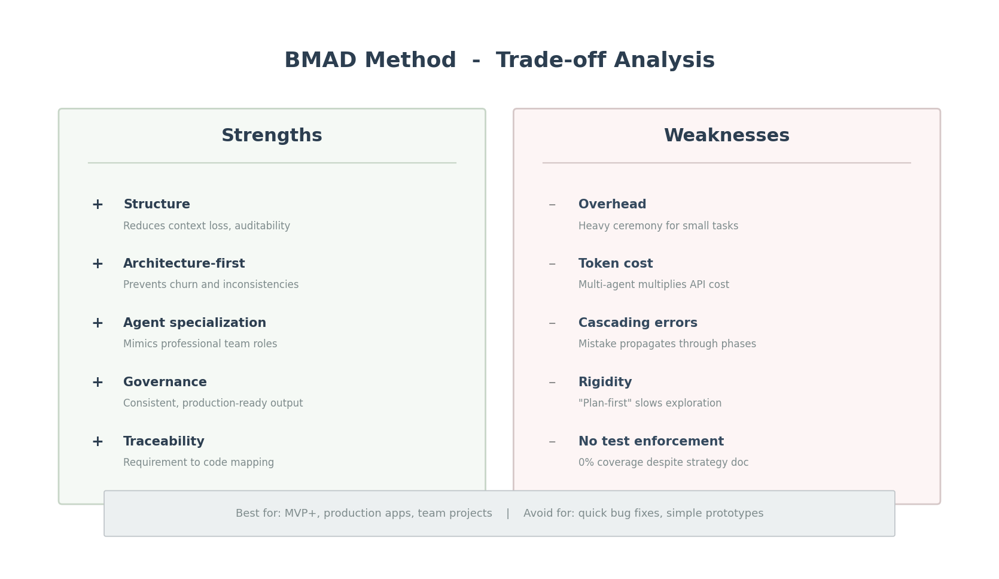 BMAD Method - Trade-off Analysis
Strengths
+ Structure
Reduces context loss, auditability
+ Architecture-first
Prevents churn and inconsistencies
+ Agent specialization
Mimics professional team roles
+ Governance
Consistent, production-ready output
+ Traceability
Requirement to code mapping
Weaknesses
– Overhead
Heavy ceremony for small tasks
– Token cost
Multi-agent multiplies API cost
– Cascading errors
Mistake propagates through phases
– Rigidity
"Plan-first" slows exploration
– No test enforcement
0% coverage despite strategy doc
Best for: MVP+, production apps, team projects | Avoid for: quick bug fixes, simple prototypes